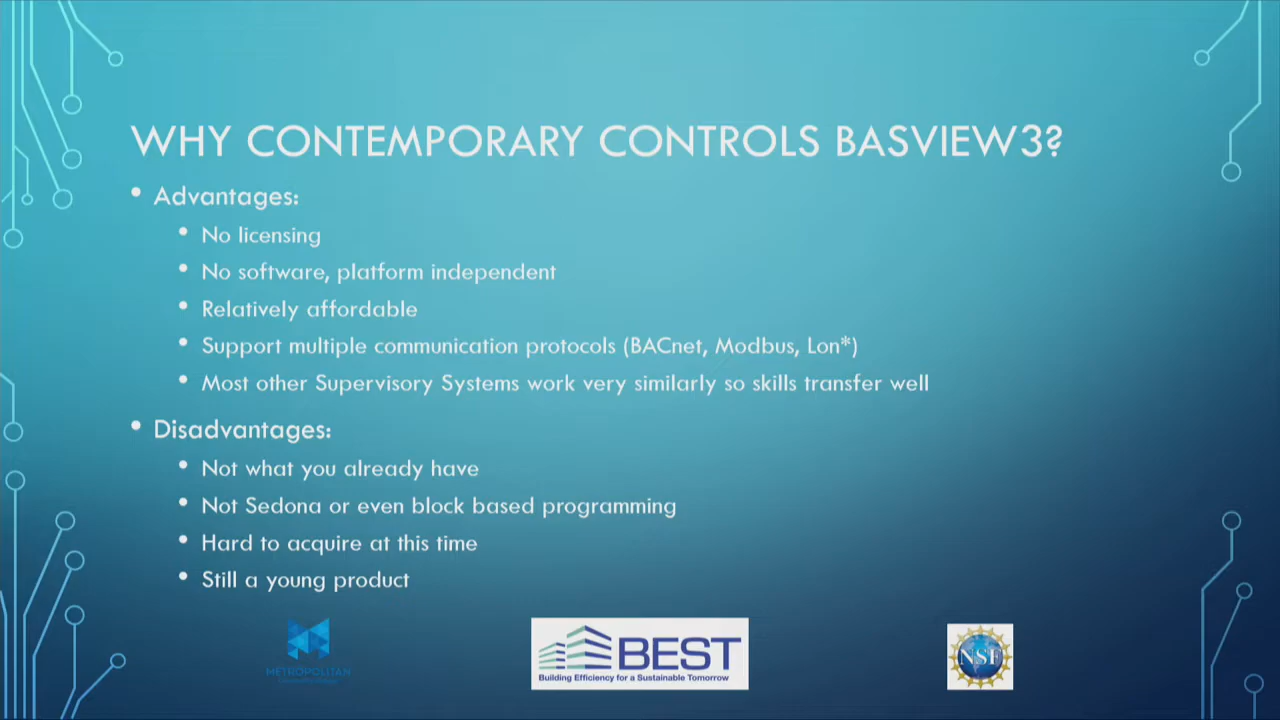 WHY CONTEMPORARY CONTROLS BASVIEW3?
• Advantages:
• No licensing
• No software, platform independent
• Relatively affordable
• Support multiple communication protocols (BACnet, Modbus, Lon*)
• Most other Supervisory Systems work very similarly so skills transfer well
• Disadvantages:
• Not what you already have
• Not Sedona or even block based programming
• Hard to acquire at this time
• Still a young product
METROPOLITAN
BEST
Building Efficiency for a Sustainable Tomorrow
NSF